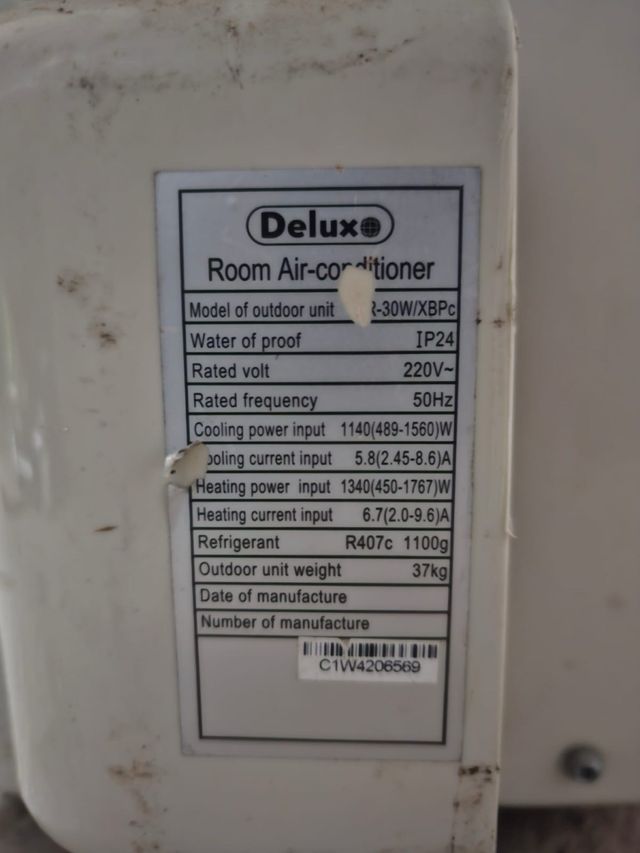 Deluxe
Room Air-conditioner
Model of outdoor unit R-30W/XBPc
Water of proof IP24
Rated volt 220V~
Rated frequency 50Hz
Cooling power input 1140(489-1560)W
ooling current input 5.8(2.45-8.6)A
Heating power input 1340(450-1767)W
Heating current input 6.7(2.0-9.6)A
Refrigerant R407c 1100g
Outdoor unit weight 37kg
Date of manufacture
Number of manufacture
C1W4206569